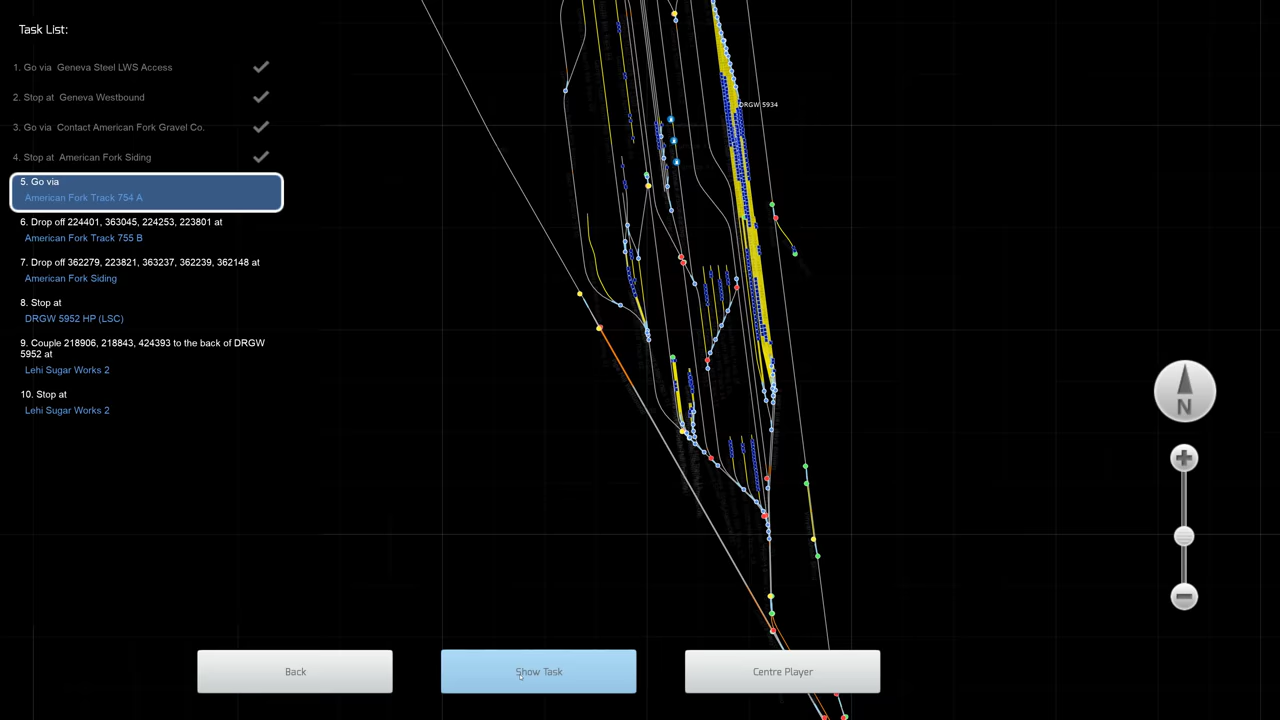 Task List:
1. Go via  Geneva Steel LWS Access
2. Stop at  Geneva Westbound
3. Go via  Contact American Fork Gravel Co.
4. Stop at  American Fork Siding
5. Go via
American Fork Track 754 A
6. Drop off 224401, 363045, 224253, 223801 at
American Fork Track 755 B
7. Drop off 362279, 223821, 363237, 362239, 362148 at
American Fork Siding
8. Stop at
DRGW 5952 HP (LSC)
9. Couple 218906, 218843, 424393 to the back of DRGW
5952 at
Lehi Sugar Works 2
10. Stop at
Lehi Sugar Works 2
DRGW 5934
N
Back
Show Task
Centre Player